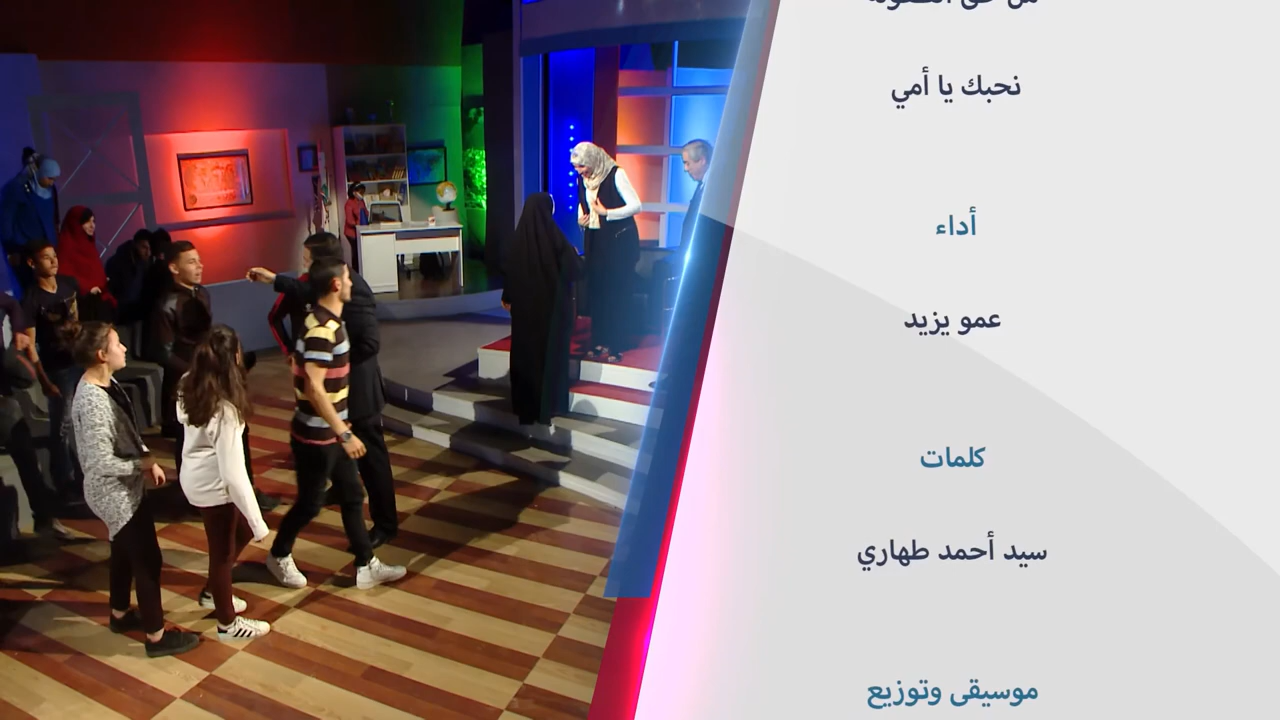 نحبك يا أمي
أداء
عمو يزيد
كلمات
سيد أحمد طهاري
موسيقى وتوزيع